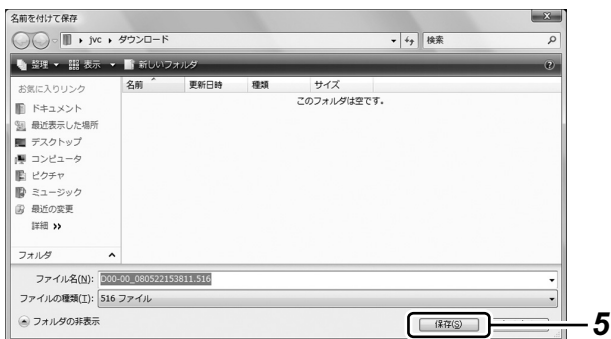 名前を付けて保存
jvc ▸ ダウンロード
検索
整理 表示 新しいフォルダ
お気に入りリンク
ドキュメント
最近表示した場所
デスクトップ
コンピュータ
ピクチャ
ミュージック
最近の変更
詳細 >>
フォルダ
名前 更新日時 種類 サイズ
このフォルダは空です。
ファイル名(N): D00-00_080522153811.516
ファイルの種類(T): 516 ファイル
フォルダの非表示
保存(S)
5